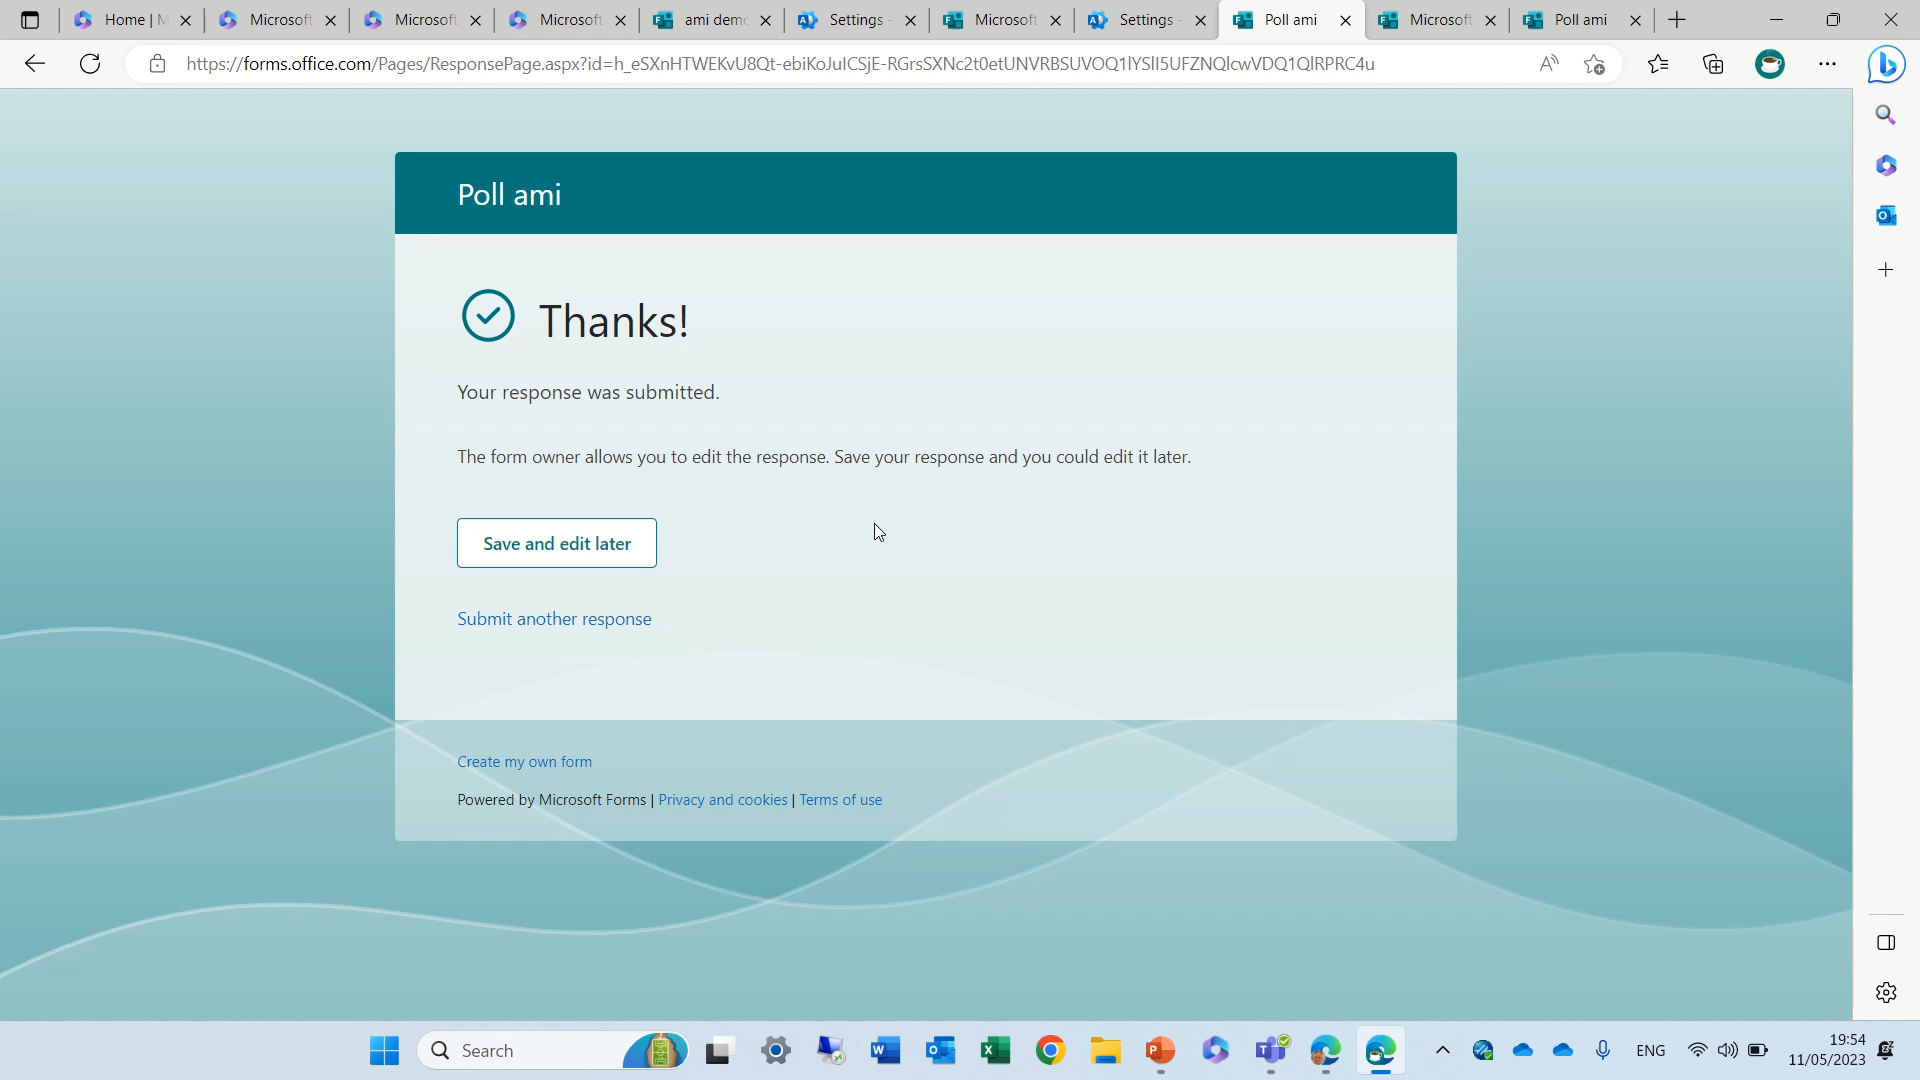 Home | M
Microsoft
Microsoft
Microsoft
ami demo
Settings -
Microsoft
Settings -
Poll ami
Microsoft
Poll ami
https://forms.office.com/Pages/ResponsePage.aspx?id=h_eSXnHTWEKvU8Qt-ebiKoJuICSjE-RGrsSXNc2t0etUNVRBSUVOQ1lYSlI5UFZNQlcwVDQ1QlRPRC4u
Poll ami
Thanks!
Your response was submitted.
The form owner allows you to edit the response. Save your response and you could edit it later.
Save and edit later
Submit another response
Create my own form
Powered by Microsoft Forms | Privacy and cookies | Terms of use
Search
ENG
19:54
11/05/2023